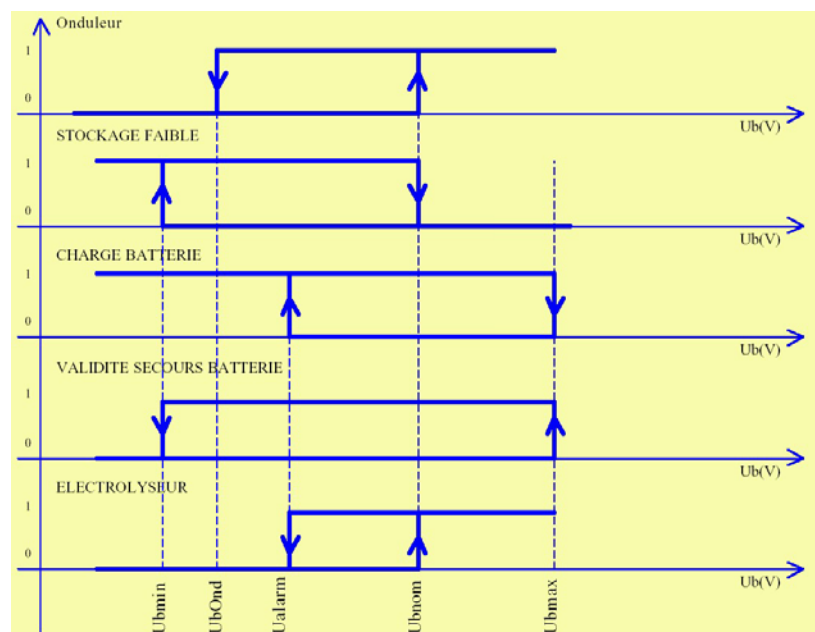 Onduleur
1
0
Ub(V)
STOCKAGE FAIBLE
1
0
Ub(V)
CHARGE BATTERIE
1
0
Ub(V)
VALIDITE SECOURS BATTERIE
1
0
Ub(V)
ELECTROLYSEUR
1
0
Ub(V)
Ubmin
UbOnd
Ualarm
Ubnom
Ubmax